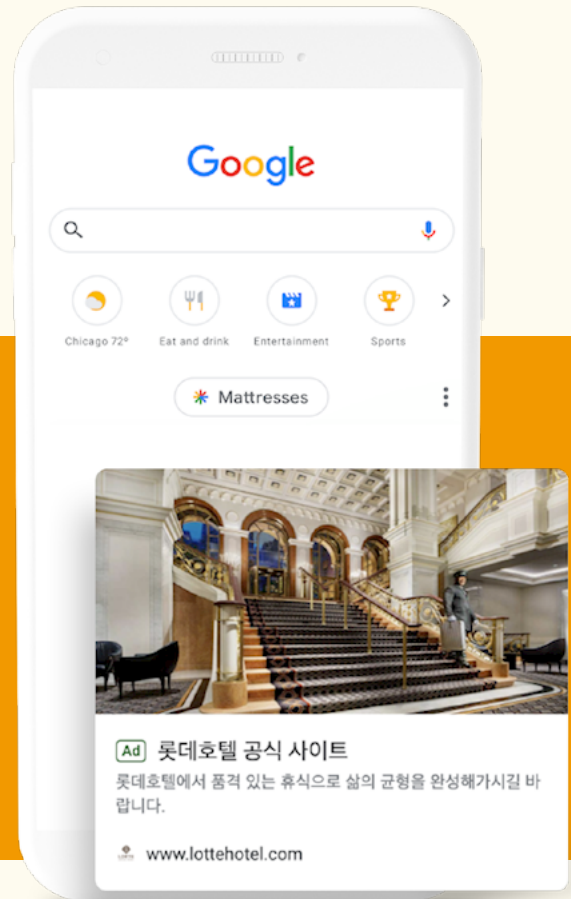 Google
Chicago 72°
Eat and drink
Entertainment
Sports
Mattresses
Ad 롯데호텔 공식 사이트
롯데호텔에서 품격 있는 휴식으로 삶의 균형을 완성해가시길 바
랍니다.
www.lottehotel.com